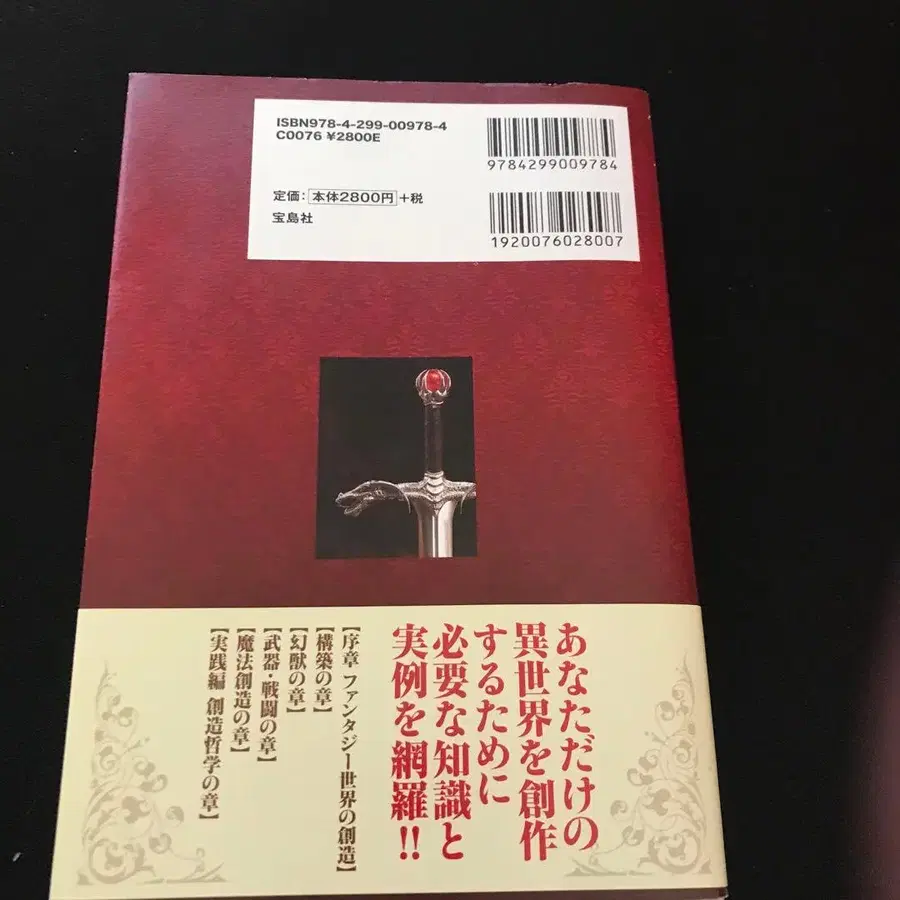 ISBN978-4-299-00978-4
C0076 ¥2800E
9784299009784
定価: 本体2800円 +税
宝島社
1920076028007
あなただけの
異世界を創作
するために
必要な知識と
実例を網羅!!
【序章 ファンタジー世界の創造】
【構築の章】
【幻獣の章】
【武器・戦闘の章】
【魔法創造の章】
【実践編 創造哲学の章】